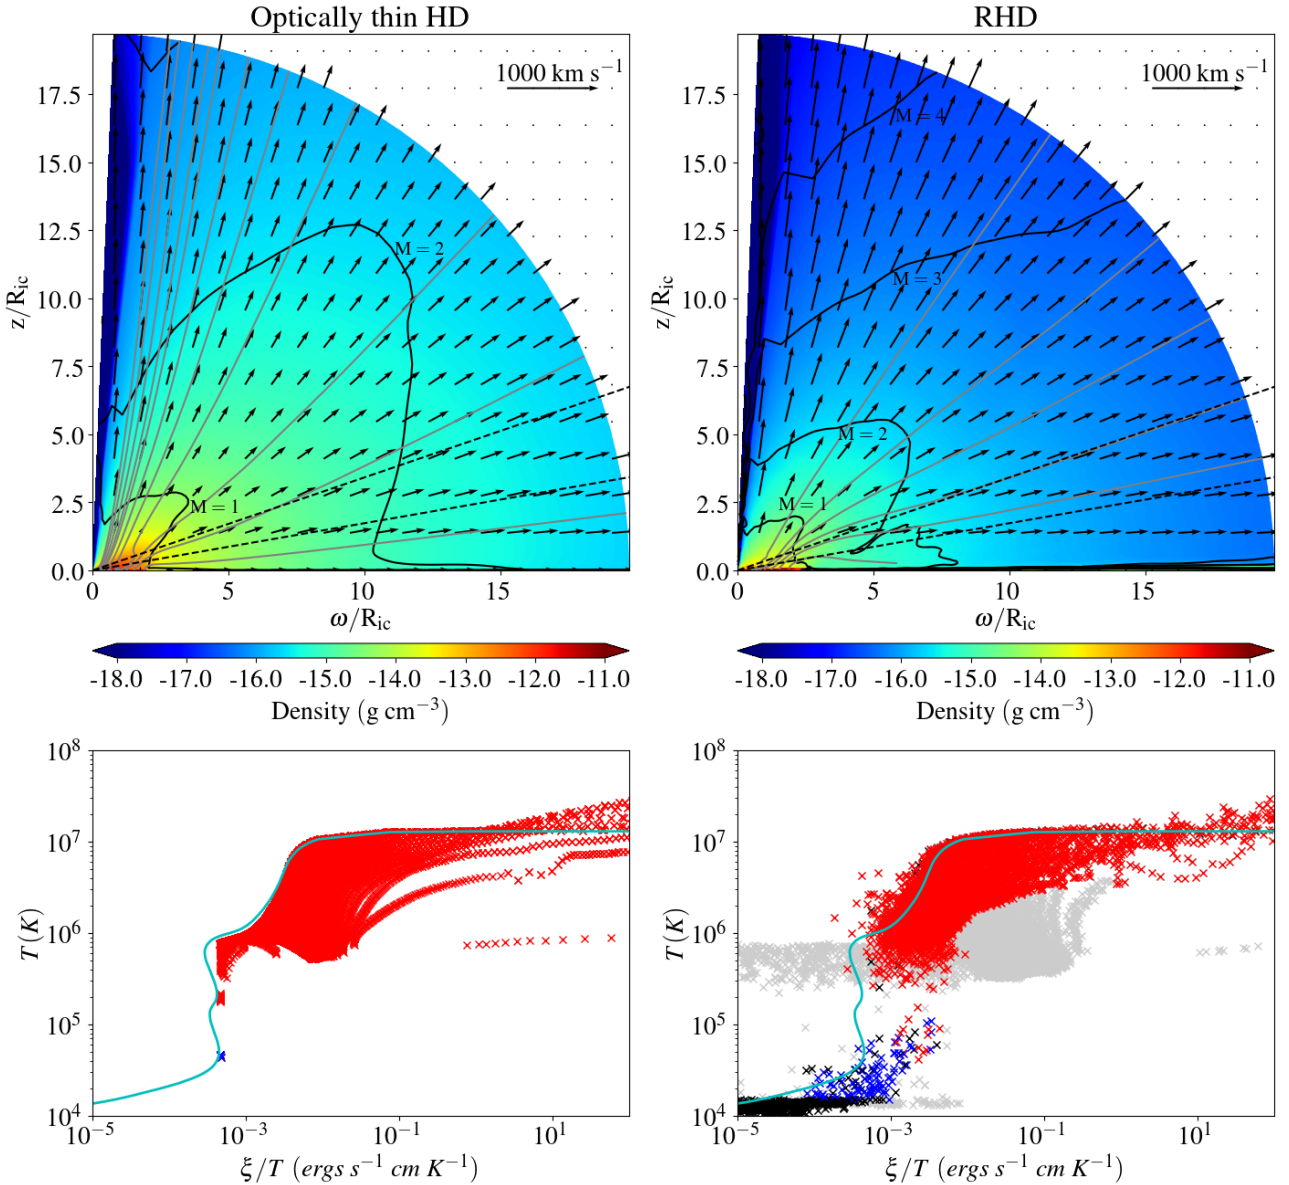 Optically thin HD
RHD
1000 km s⁻¹
1000 km s⁻¹
17.5
15.0
12.5
10.0
7.5
5.0
2.5
0.0
z/R_ic
M = 2
M = 1
0 5 10 15
ω/R_ic
17.5
15.0
12.5
10.0
7.5
5.0
2.5
0.0
z/R_ic
M = 4
M = 3
M = 2
M = 1
0 5 10 15
ω/R_ic
-18.0 -17.0 -16.0 -15.0 -14.0 -13.0 -12.0 -11.0
Density (g cm⁻³)
-18.0 -17.0 -16.0 -15.0 -14.0 -13.0 -12.0 -11.0
Density (g cm⁻³)
10⁸
10⁷
10⁶
10⁵
10⁴
T(K)
10⁻⁵ 10⁻³ 10⁻¹ 10¹
ξ/T (ergs s⁻¹ cm K⁻¹)
10⁸
10⁷
10⁶
10⁵
10⁴
T(K)
10⁻⁵ 10⁻³ 10⁻¹ 10¹
ξ/T (ergs s⁻¹ cm K⁻¹)